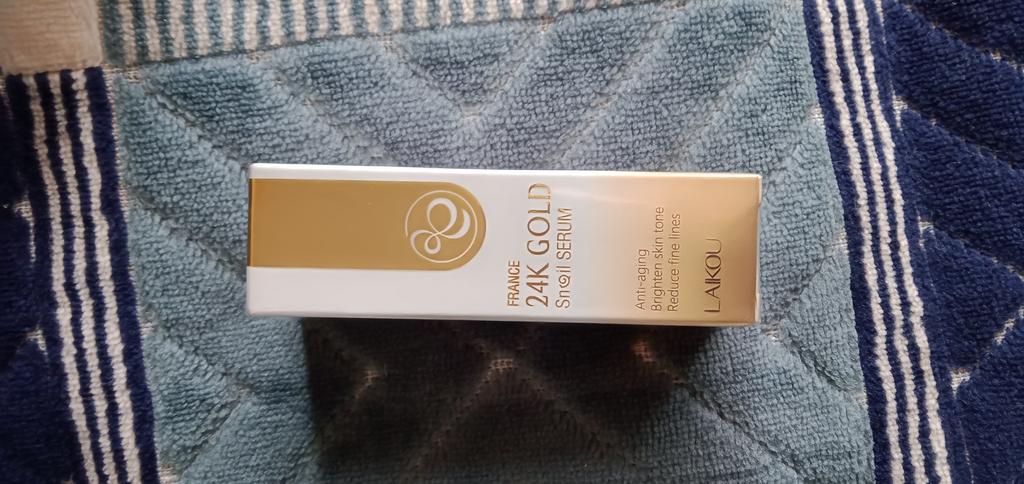 FRANCE
24K GOLD
Snail SERUM
Anti-aging
Brighten skin tone
Reduce fine lines
LAIKOU